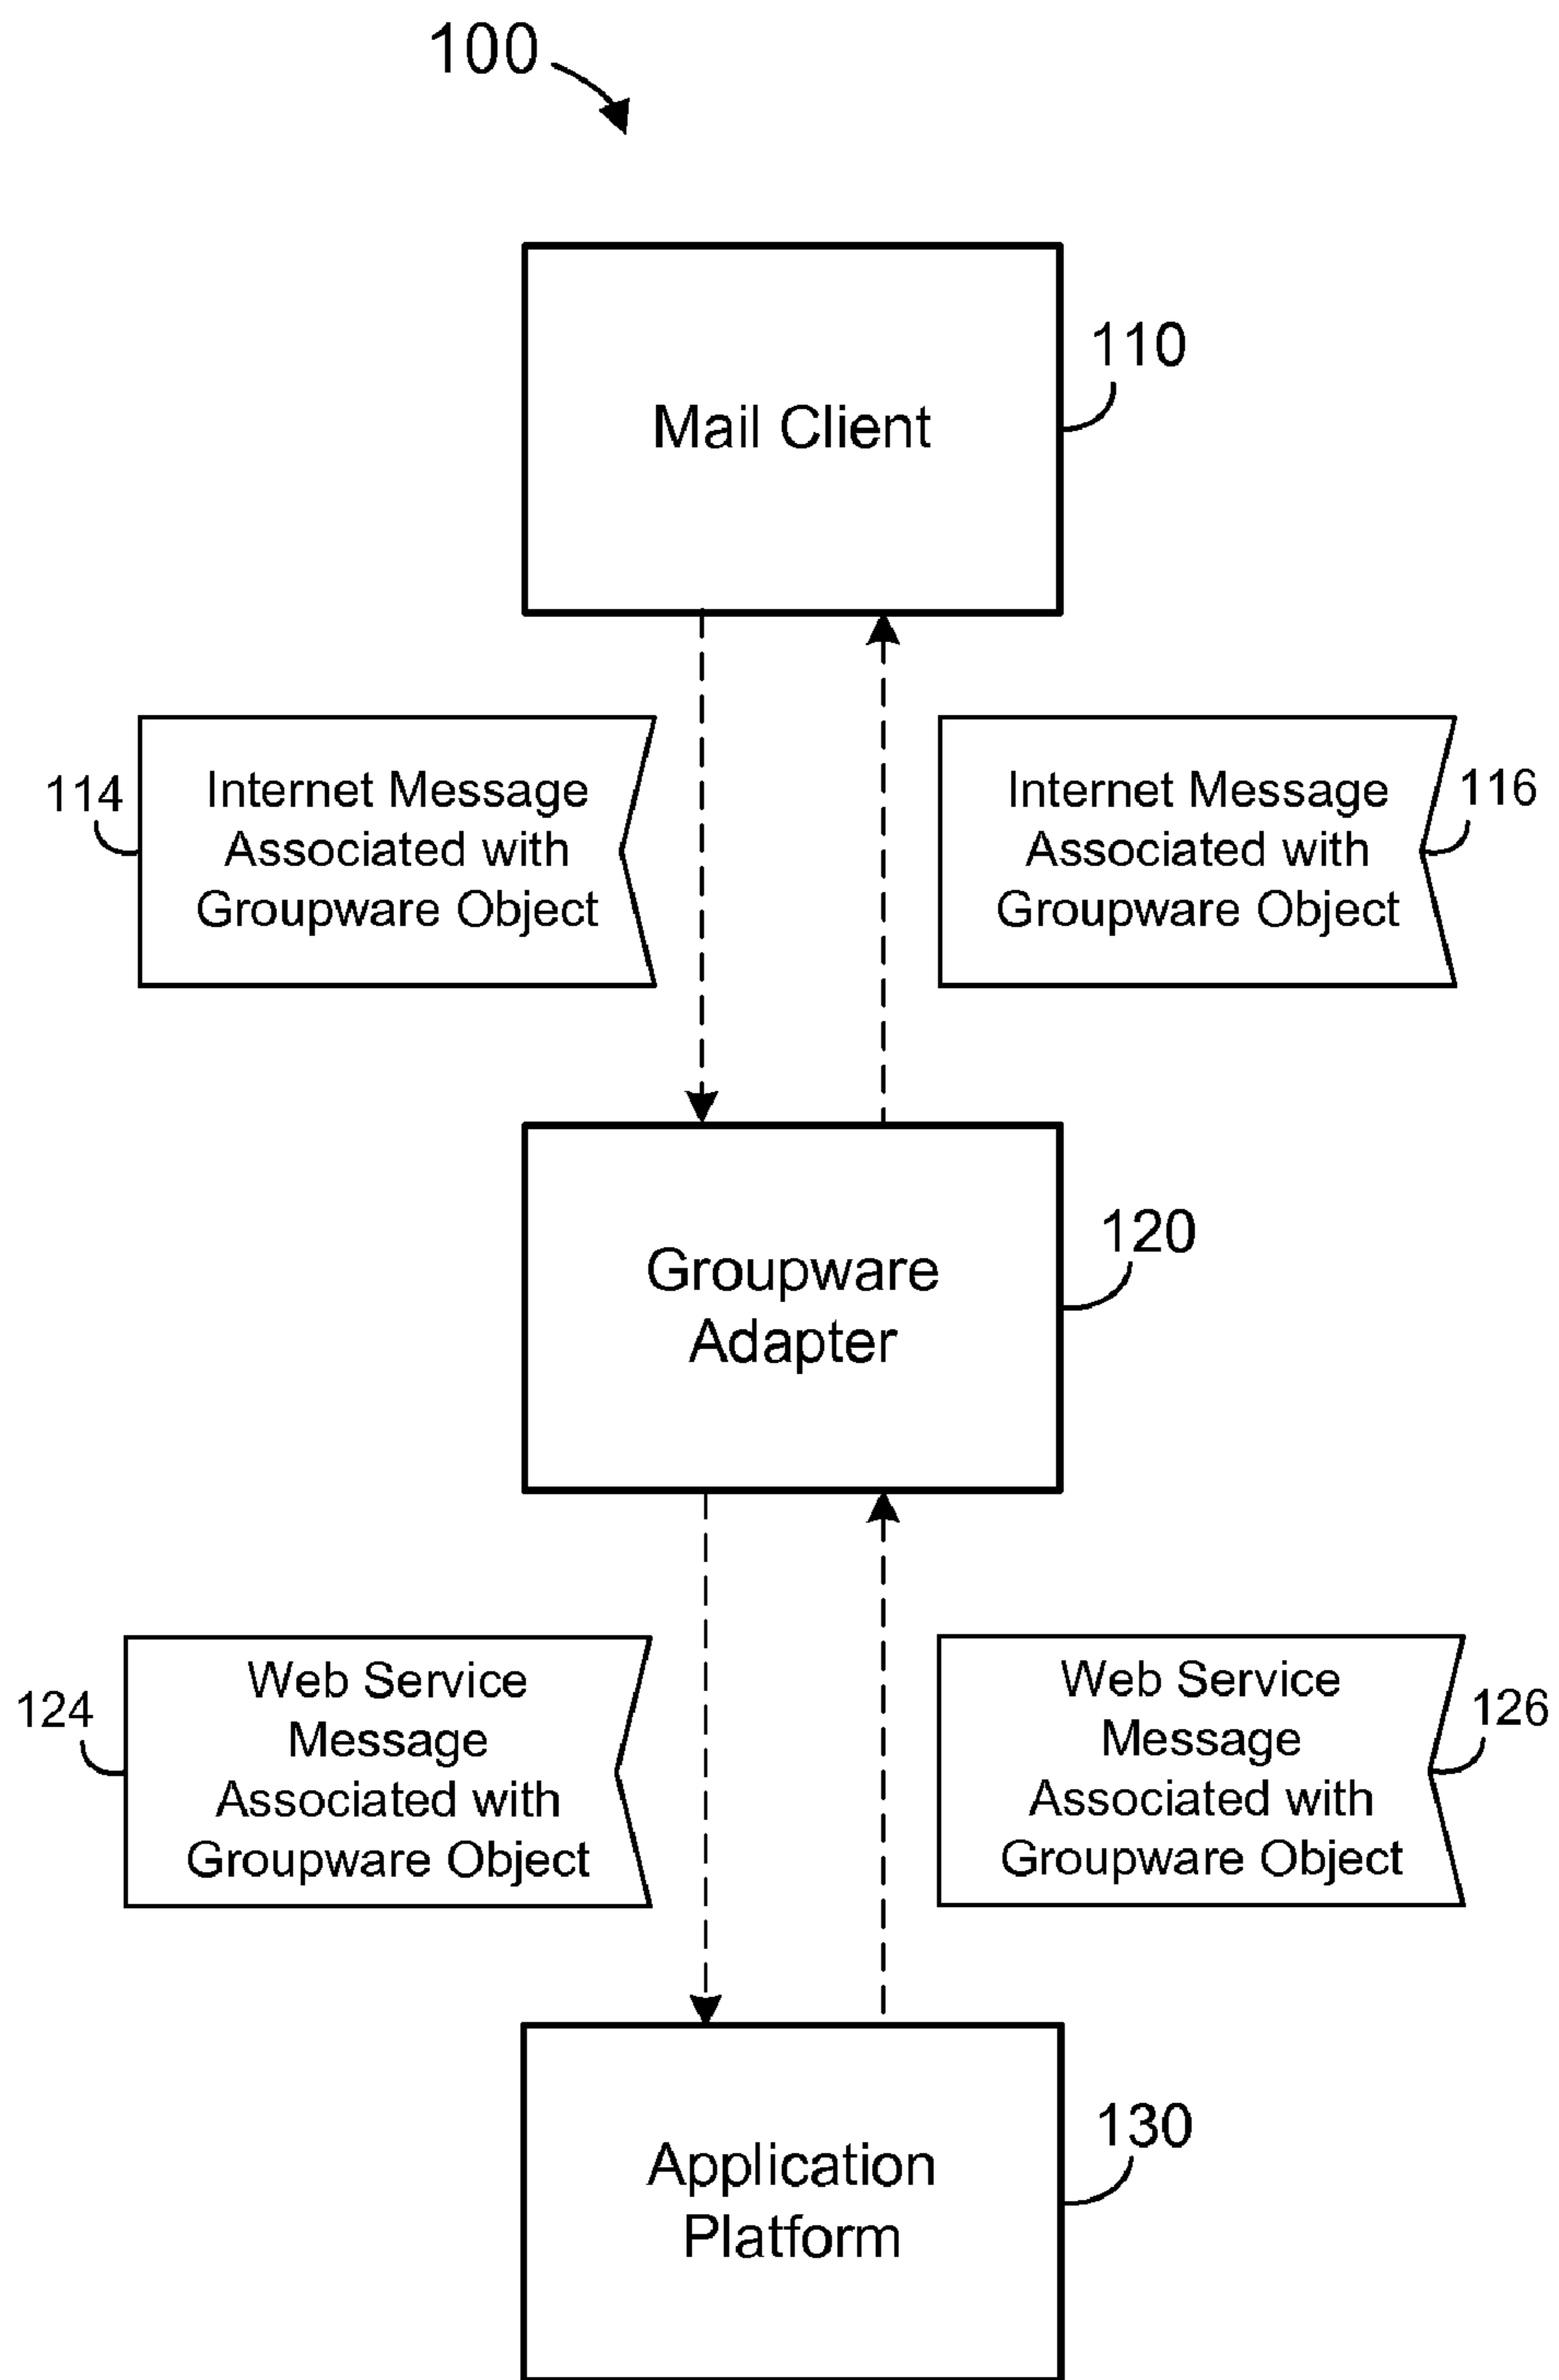 100
110
Mail Client
114
Internet Message
Associated with
Groupware Object
Internet Message
Associated with
Groupware Object
116
120
Groupware
Adapter
124
Web Service
Message
Associated with
Groupware Object
Web Service
Message
Associated with
Groupware Object
126
130
Application
Platform